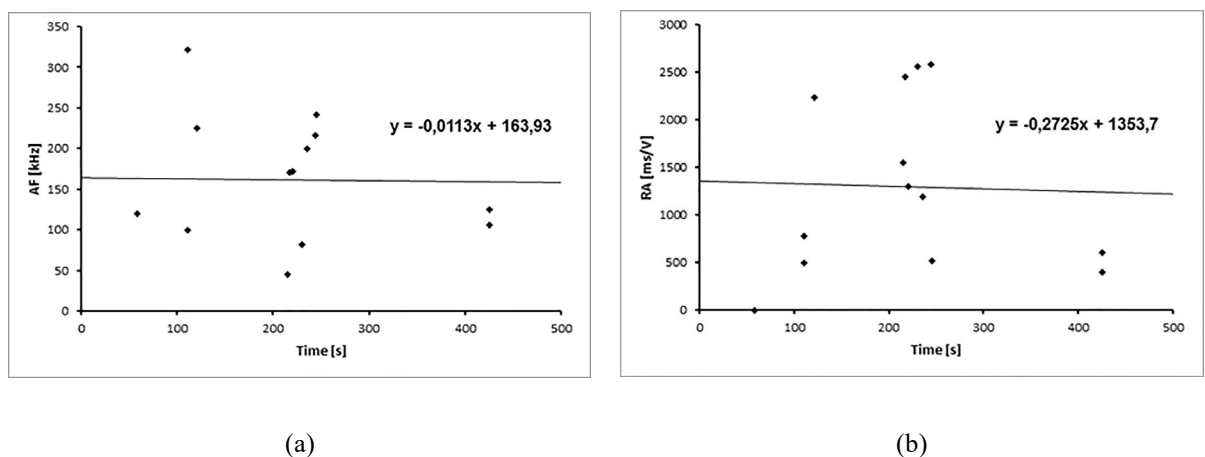 350
300
250
200
150
100
50
0
AF [kHz]
y = -0,0113x + 163,93
0 100 200 300 400 500
Time [s]
(a)
3000
2500
2000
1500
1000
500
0
RA [ms/V]
y = -0,2725x + 1353,7
0 100 200 300 400 500
Time [s]
(b)